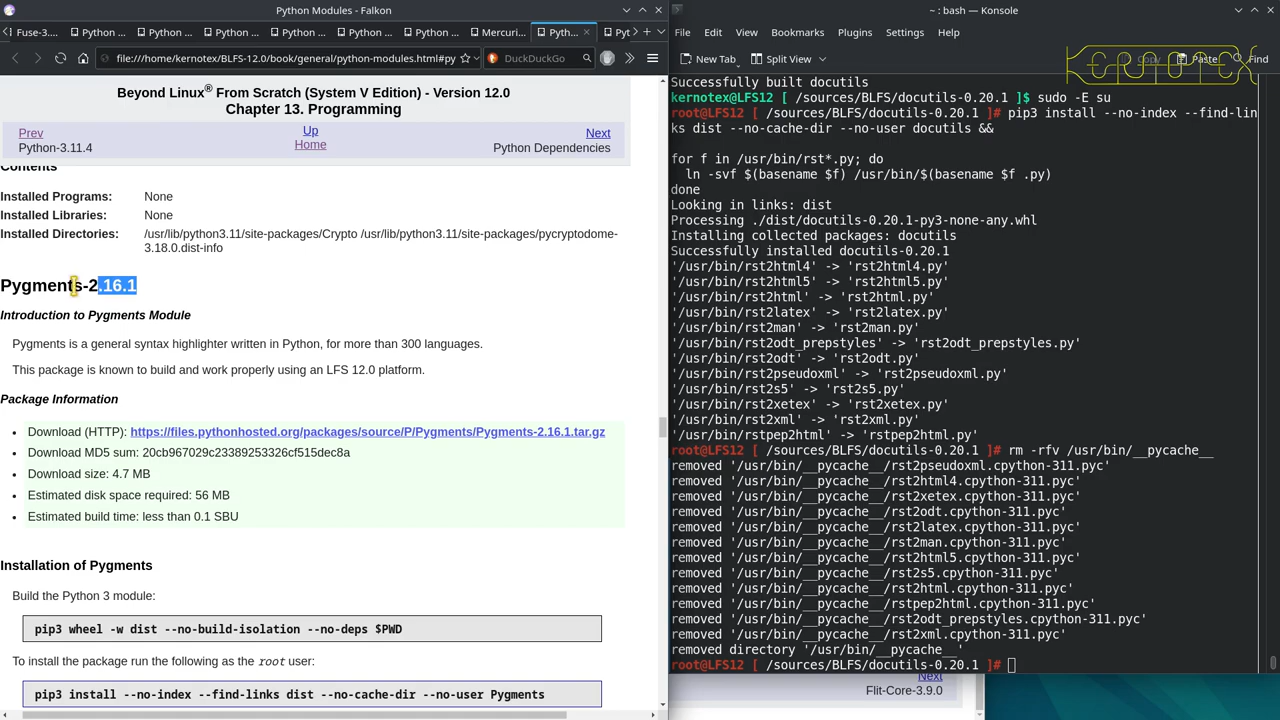 Python Modules - Falkon
Fuse-3....
Python ...
Python ...
Python ...
Python ...
Python ...
Python ...
Mercuri...
Pyth...
Pyt
file:///home/kernotex/BLFS-12.0/book/general/python-modules.html#py
DuckDuckGo
Beyond Linux® From Scratch (System V Edition) - Version 12.0
Chapter 13. Programming
Prev
Up
Next
Python-3.11.4
Home
Python Dependencies
Contents
Installed Programs: None
Installed Libraries: None
Installed Directories: /usr/lib/python3.11/site-packages/Crypto /usr/lib/python3.11/site-packages/pycryptodome-
3.18.0.dist-info
Pygments-2.16.1
Introduction to Pygments Module
Pygments is a general syntax highlighter written in Python, for more than 300 languages.
This package is known to build and work properly using an LFS 12.0 platform.
Package Information
• Download (HTTP): https://files.pythonhosted.org/packages/source/P/Pygments/Pygments-2.16.1.tar.gz
• Download MD5 sum: 20cb967029c23389253326cf515dec8a
• Download size: 4.7 MB
• Estimated disk space required: 56 MB
• Estimated build time: less than 0.1 SBU
Installation of Pygments
Build the Python 3 module:
pip3 wheel -w dist --no-build-isolation --no-deps $PWD
To install the package run the following as the root user:
pip3 install --no-index --find-links dist --no-cache-dir --no-user Pygments
~ : bash — Konsole
File Edit View Bookmarks Plugins Settings Help
New Tab
Split View
Copy
Paste
Find
KERNOTEX
Successfully built docutils
kernotex@LFS12 [ /sources/BLFS/docutils-0.20.1 ]$ sudo -E su
root@LFS12 [ /sources/BLFS/docutils-0.20.1 ]# pip3 install --no-index --find-lin
ks dist --no-cache-dir --no-user docutils &&
for f in /usr/bin/rst*.py; do
ln -svf $(basename $f) /usr/bin/$(basename $f .py)
done
Looking in links: dist
Processing ./dist/docutils-0.20.1-py3-none-any.whl
Installing collected packages: docutils
Successfully installed docutils-0.20.1
'/usr/bin/rst2html4' -> 'rst2html4.py'
'/usr/bin/rst2html5' -> 'rst2html5.py'
'/usr/bin/rst2html' -> 'rst2html.py'
'/usr/bin/rst2latex' -> 'rst2latex.py'
'/usr/bin/rst2man' -> 'rst2man.py'
'/usr/bin/rst2odt_prepstyles' -> 'rst2odt_prepstyles.py'
'/usr/bin/rst2odt' -> 'rst2odt.py'
'/usr/bin/rst2pseudoxml' -> 'rst2pseudoxml.py'
'/usr/bin/rst2s5' -> 'rst2s5.py'
'/usr/bin/rst2xetex' -> 'rst2xetex.py'
'/usr/bin/rst2xml' -> 'rst2xml.py'
'/usr/bin/rstpep2html' -> 'rstpep2html.py'
root@LFS12 [ /sources/BLFS/docutils-0.20.1 ]# rm -rfv /usr/bin/__pycache__
removed '/usr/bin/__pycache__/rst2pseudoxml.cpython-311.pyc'
removed '/usr/bin/__pycache__/rst2html4.cpython-311.pyc'
removed '/usr/bin/__pycache__/rst2xetex.cpython-311.pyc'
removed '/usr/bin/__pycache__/rst2odt.cpython-311.pyc'
removed '/usr/bin/__pycache__/rst2latex.cpython-311.pyc'
removed '/usr/bin/__pycache__/rst2man.cpython-311.pyc'
removed '/usr/bin/__pycache__/rst2html5.cpython-311.pyc'
removed '/usr/bin/__pycache__/rst2s5.cpython-311.pyc'
removed '/usr/bin/__pycache__/rst2html.cpython-311.pyc'
removed '/usr/bin/__pycache__/rstpep2html.cpython-311.pyc'
removed '/usr/bin/__pycache__/rst2odt_prepstyles.cpython-311.pyc'
removed '/usr/bin/__pycache__/rst2xml.cpython-311.pyc'
removed directory '/usr/bin/__pycache__'
root@LFS12 [ /sources/BLFS/docutils-0.20.1 ]#
Next
Flit-Core-3.9.0